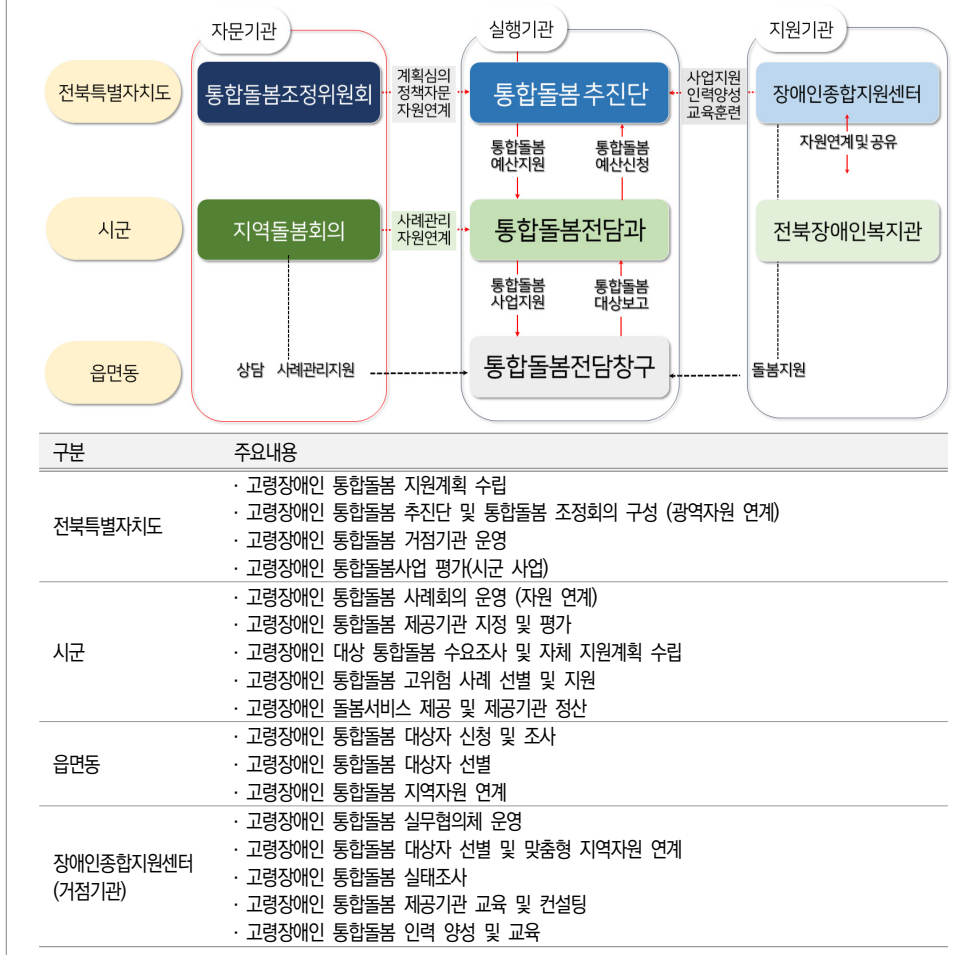 자문기관
실행기관
지원기관
전북특별자치도
통합돌봄조정위원회
계획심의
정책자문
자원연계
통합돌봄 추진단
사업지원
인력양성
교육훈련
장애인종합지원센터
통합돌봄
예산지원
통합돌봄
예산신청
자원연계 및 공유
시군
지역돌봄회의
사례관리
자원연계
통합돌봄전담과
전북장애인복지관
통합돌봄
사업지원
통합돌봄
대상보고
읍면동
상담 사례관리지원
통합돌봄전담창구
돌봄지원
구분 주요내용
전북특별자치도
· 고령장애인 통합돌봄 지원계획 수립
· 고령장애인 통합돌봄 추진단 및 통합돌봄 조정회의 구성 (광역자원 연계)
· 고령장애인 통합돌봄 거점기관 운영
· 고령장애인 통합돌봄사업 평가(시군 사업)
시군
· 고령장애인 통합돌봄 사례회의 운영 (자원 연계)
· 고령장애인 통합돌봄 제공기관 지정 및 평가
· 고령장애인 대상 통합돌봄 수요조사 및 자체 지원계획 수립
· 고령장애인 통합돌봄 고위험 사례 선별 및 지원
· 고령장애인 돌봄서비스 제공 및 제공기관 정산
읍면동
· 고령장애인 통합돌봄 대상자 신청 및 조사
· 고령장애인 통합돌봄 대상자 선별
· 고령장애인 통합돌봄 지역자원 연계
장애인종합지원센터
(거점기관)
· 고령장애인 통합돌봄 실무협의체 운영
· 고령장애인 통합돌봄 대상자 선별 및 맞춤형 지역자원 연계
· 고령장애인 통합돌봄 실태조사
· 고령장애인 통합돌봄 제공기관 교육 및 컨설팅
· 고령장애인 통합돌봄 인력 양성 및 교육